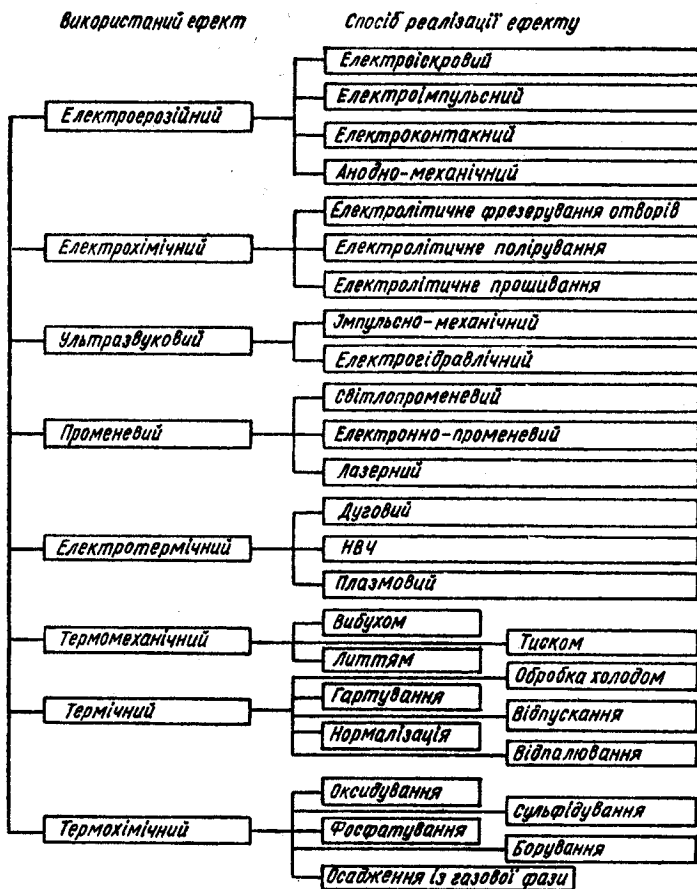 Використаний ефект
Спосіб реалізації ефекту
Електроерозійний
Електроіскровий
Електроімпульсний
Електроконтакний
Анодно-механічний
Електрохімічний
Електролітичне фрезерування отворів
Електролітичне полірування
Електролітичне прошивання
Ультразвуковий
Імпульсно-механічний
Електрогідравлічний
Променевий
Світлопроменевий
Електронно-променевий
Лазерний
Електротермічний
Дуговий
НВЧ
Плазмовий
Термомеханічний
Вибухом
Тиском
Литтям
Термічний
Обробка холодом
Гартування
Відпускання
Нормалізація
Відпалювання
Термохімічний
Оксидування
Сульфідування
Фосфатування
Борування
Осадження із газової фази